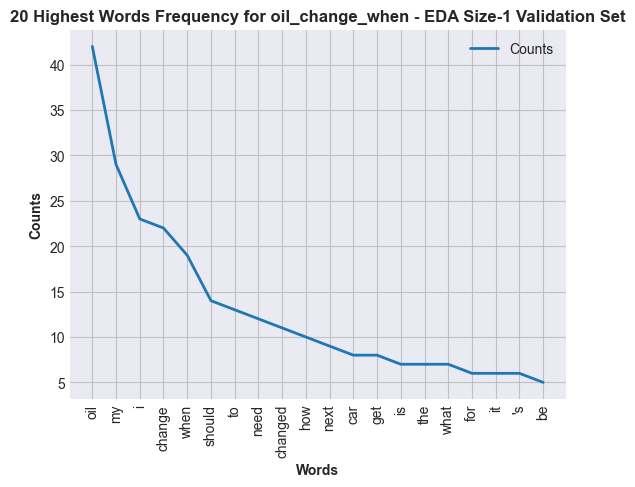 20 Highest Words Frequency for oil_change_when - EDA Size-1 Validation Set
Counts
Counts
40
35
30
25
20
15
10
5
oil
my
i
change
when
should
to
need
changed
how
next
car
get
is
the
what
for
it
's
be
Words